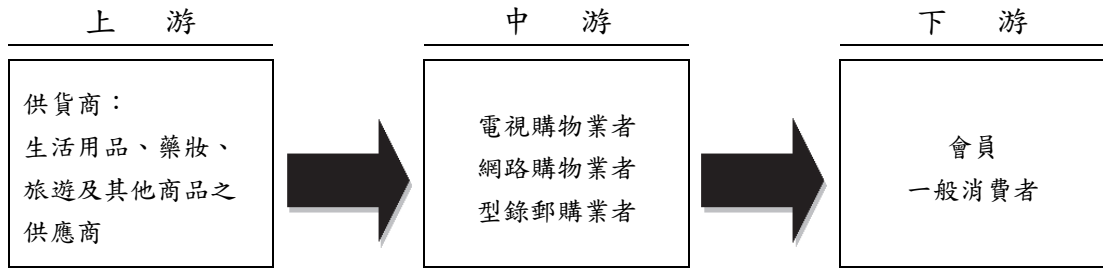 上 游
供貨商：
生活用品、藥妝、
旅遊及其他商品之
供應商
中 游
電視購物業者
網路購物業者
型錄郵購業者
下 游
會員
一般消費者